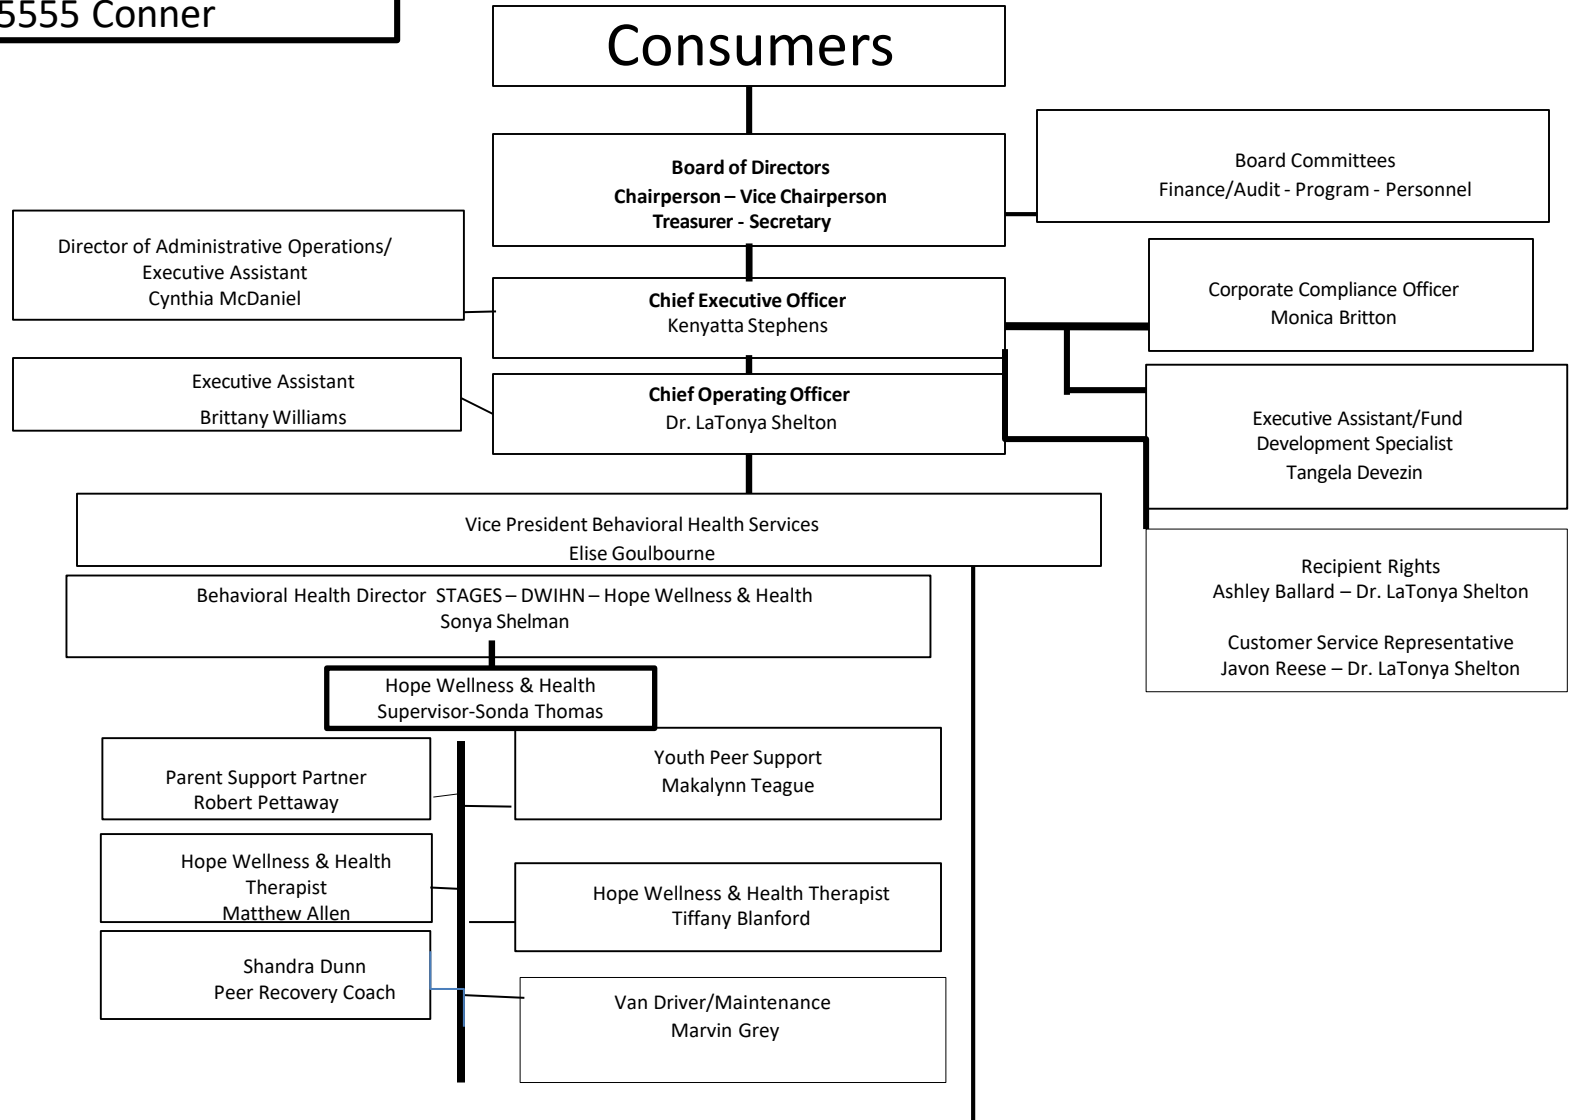 5555 Conner
Consumers
Board of Directors
Chairperson – Vice Chairperson
Treasurer - Secretary
Board Committees
Finance/Audit - Program - Personnel
Director of Administrative Operations/
Executive Assistant
Cynthia McDaniel
Chief Executive Officer
Kenyatta Stephens
Corporate Compliance Officer
Monica Britton
Executive Assistant
Brittany Williams
Chief Operating Officer
Dr. LaTonya Shelton
Executive Assistant/Fund
Development Specialist
Tangela Devezin
Vice President Behavioral Health Services
Elise Goulbourne
Recipient Rights
Ashley Ballard – Dr. LaTonya Shelton
Customer Service Representative
Javon Reese – Dr. LaTonya Shelton
Behavioral Health Director STAGES – DWIHN – Hope Wellness & Health
Sonya Shelman
Hope Wellness & Health
Supervisor-Sonda Thomas
Parent Support Partner
Robert Pettaway
Youth Peer Support
Makalynn Teague
Hope Wellness & Health
Therapist
Matthew Allen
Hope Wellness & Health Therapist
Tiffany Blanford
Shandra Dunn
Peer Recovery Coach
Van Driver/Maintenance
Marvin Grey